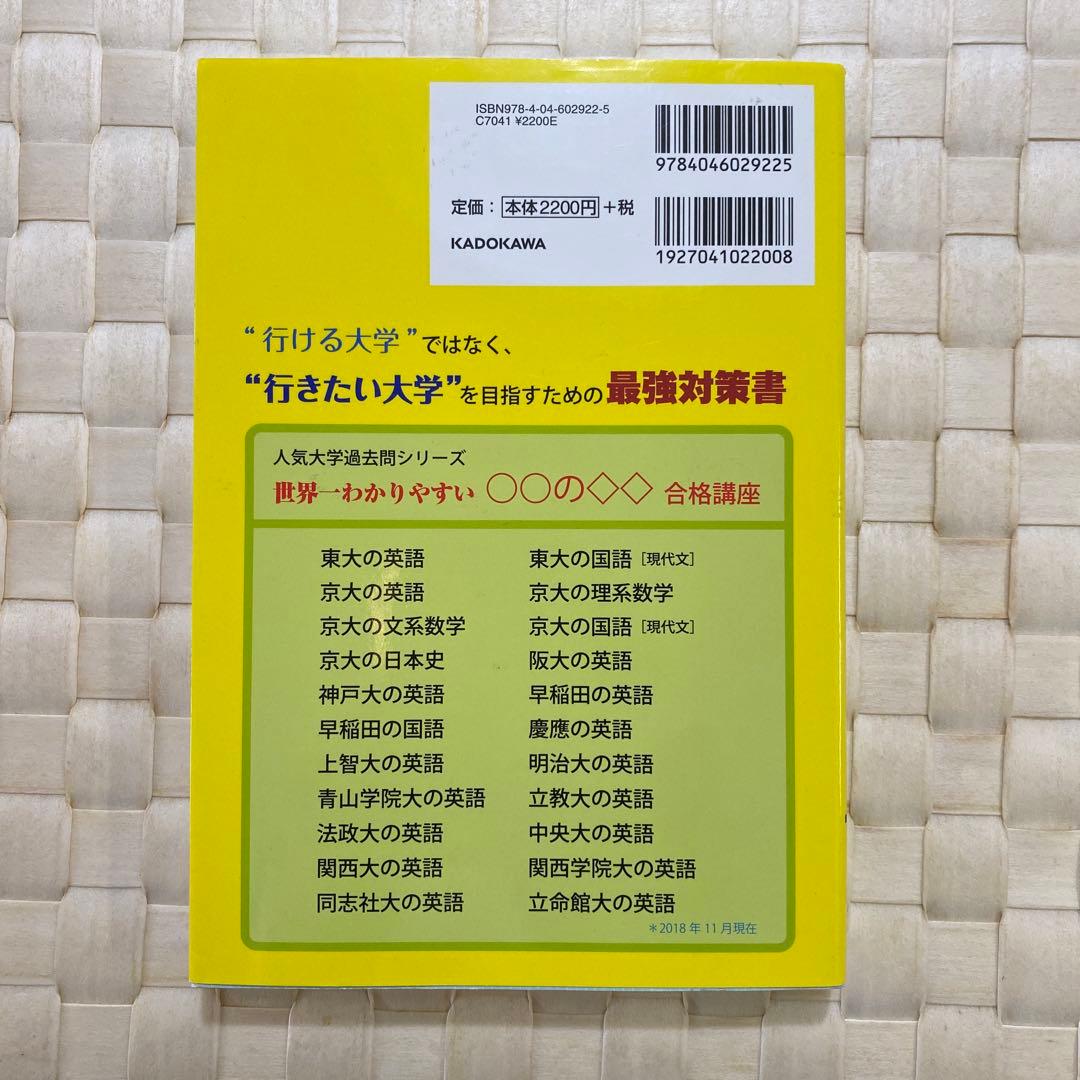 ISBN978-4-04-602922-5
C7041 ¥2200E
9784046029225
定価：本体2200円+税
KADOKAWA
1927041022008
“行ける大学”ではなく、
“行きたい大学”を目指すための最強対策書
人気大学過去問シリーズ
世界一わかりやすい 〇〇の◇◇ 合格講座
東大の英語 東大の国語［現代文］
京大の英語 京大の理系数学
京大の文系数学 京大の国語［現代文］
京大の日本史 阪大の英語
神戸大の英語 早稲田の英語
早稲田の国語 慶應の英語
上智大の英語 明治大の英語
青山学院大の英語 立教大の英語
法政大の英語 中央大の英語
関西大の英語 関西学院大の英語
同志社大の英語 立命館大の英語
＊2018年11月現在